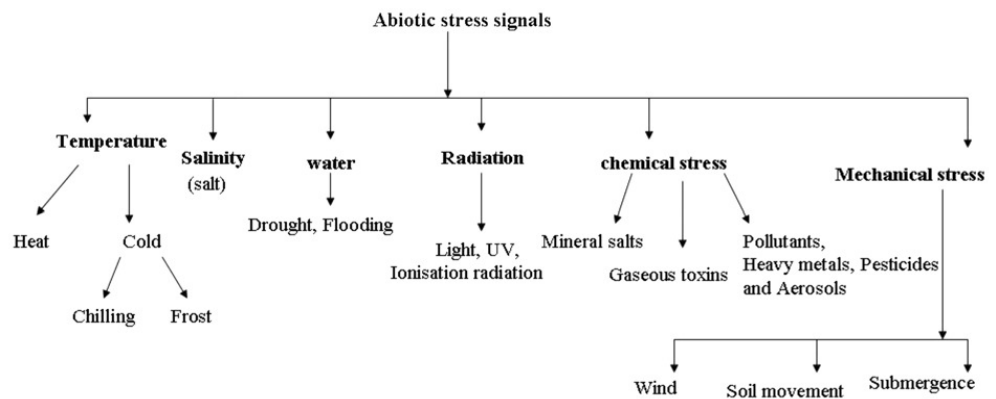 Abiotic stress signals
Temperature
Salinity
(salt)
water
Radiation
chemical stress
Mechanical stress
Heat
Cold
Drought, Flooding
Light, UV,
Ionisation radiation
Mineral salts
Gaseous toxins
Pollutants,
Heavy metals, Pesticides
and Aerosols
Chilling
Frost
Wind
Soil movement
Submergence